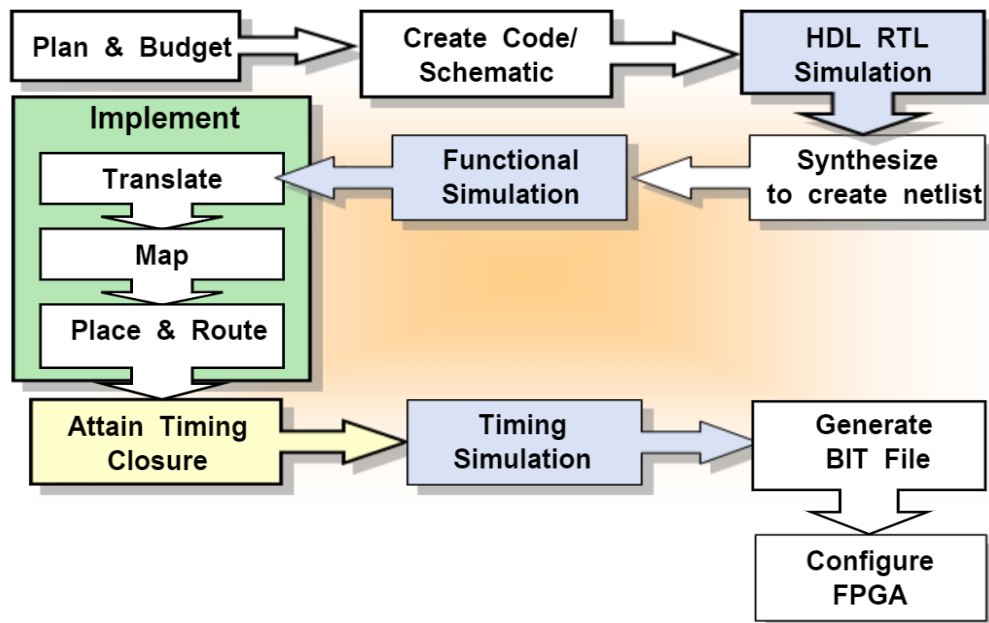 Plan & Budget
Create Code/
Schematic
HDL RTL
Simulation
Implement
Translate
Map
Place & Route
Functional
Simulation
Synthesize
to create netlist
Attain Timing
Closure
Timing
Simulation
Generate
BIT File
Configure
FPGA